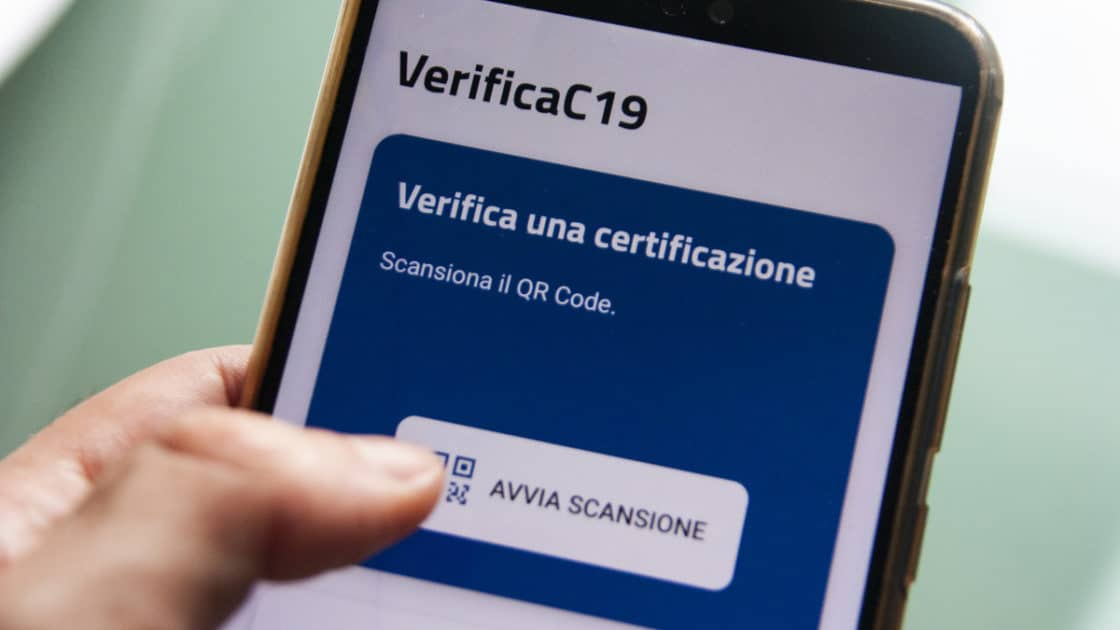 VerificaC19
Verifica una certificazione
Scansiona il QR Code.
AVVIA SCANSIONE